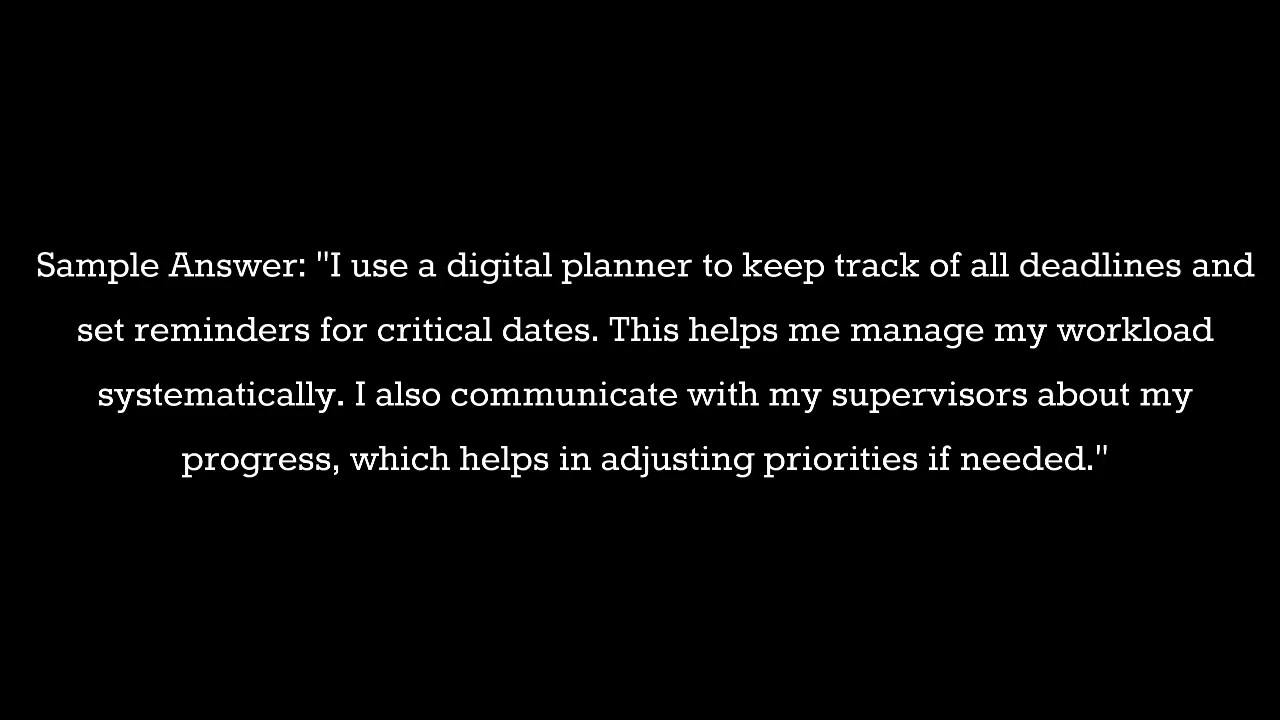 Sample Answer: "I use a digital planner to keep track of all deadlines and
set reminders for critical dates. This helps me manage my workload
systematically. I also communicate with my supervisors about my
progress, which helps in adjusting priorities if needed."